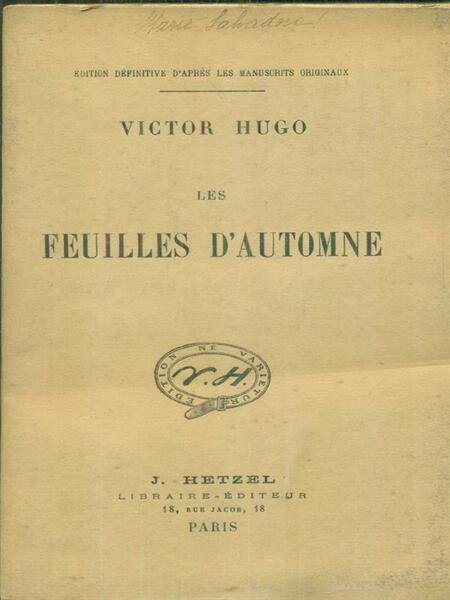 Marie Salvadori!
EDITION DÉFINITIVE D'APRÈS LES MANUSCRITS ORIGINAUX
VICTOR HUGO
LES
FEUILLES D'AUTOMNE
EDITION NE VARIETUR
V.H.
J. HETZEL
LIBRAIRE-ÉDITEUR
18, RUE JACOB, 18
PARIS